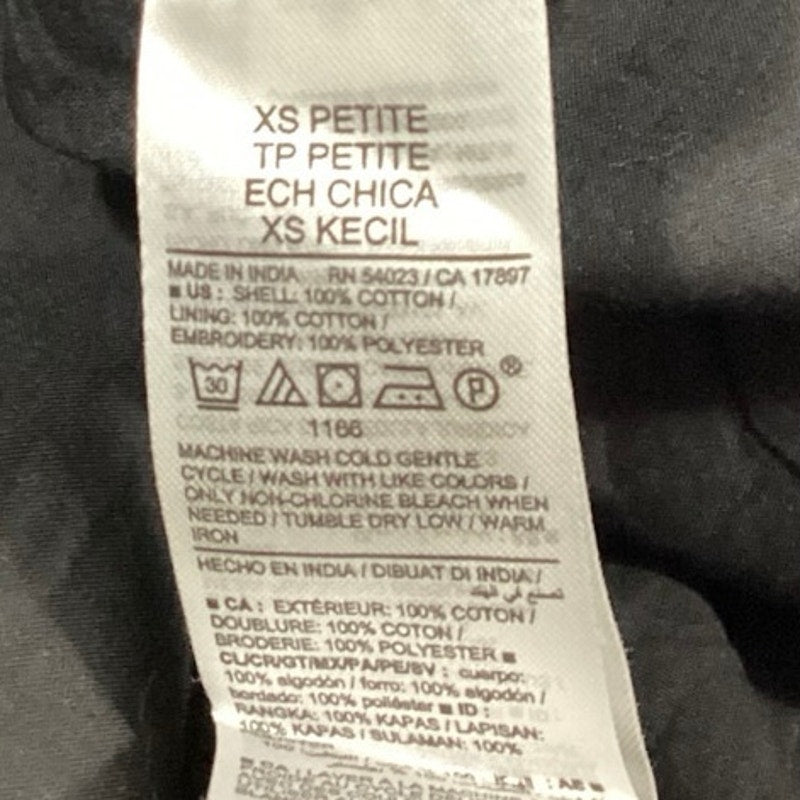 XS PETITE
TP PETITE
ECH CHICA
XS KECIL
MADE IN INDIA RN 54023 / CA 17897
■ US : SHELL: 100% COTTON /
LINING: 100% COTTON /
EMBROIDERY: 100% POLYESTER
30 P ®
1166
MACHINE WASH COLD GENTLE
CYCLE / WASH WITH LIKE COLORS /
ONLY NON-CHLORINE BLEACH WHEN
NEEDED / TUMBLE DRY LOW / WARM
IRON
HECHO EN INDIA / DIBUAT DI INDIA /
صنع في الهند
■ CA : EXTÉRIEUR: 100% COTON /
DOUBLURE: 100% COTON /
BRODERIE: 100% POLYESTER ■
CL/CR/GT/MX/PA/PE/SV : cuerpo:
100% algodón / forro: 100% algodón /
bordado: 100% poliéster ■ ID :
RANGKA: 100% KAPAS / LAPISAN:
100% KAPAS / SULAMAN: 100%